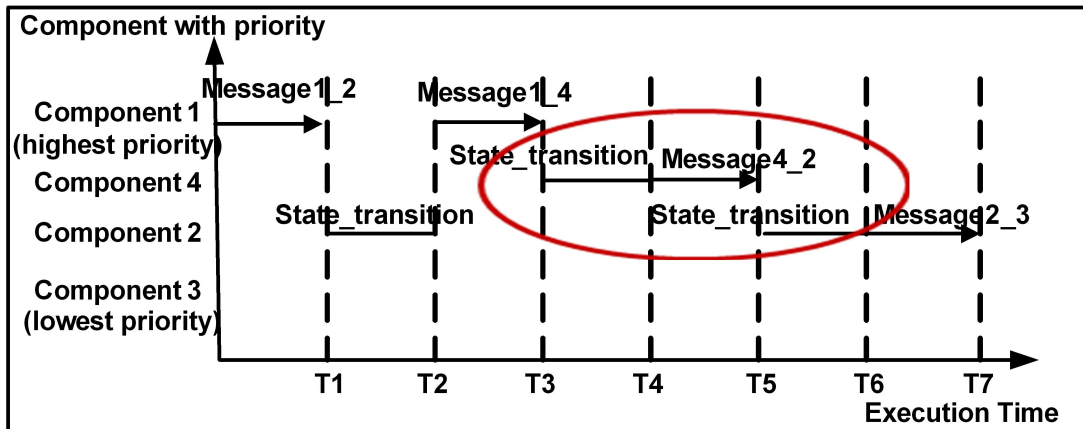 Component with priority
Message1_2
Message1_4
Component 1
(highest priority)
State_transition
Message4_2
Component 4
State_transition
State_transition
Message2_3
Component 2
Component 3
(lowest priority)
T1
T2
T3
T4
T5
T6
T7
Execution Time